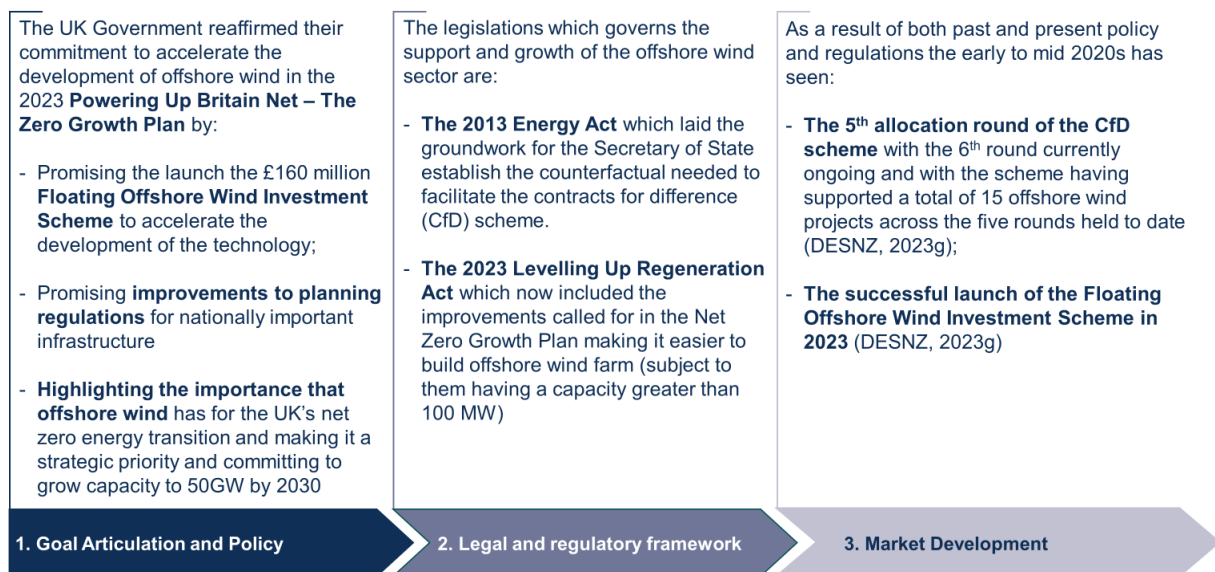 The UK Government reaffirmed their
commitment to accelerate the
development of offshore wind in the
2023 Powering Up Britain Net – The
Zero Growth Plan by:
- Promising the launch the £160 million
Floating Offshore Wind Investment
Scheme to accelerate the
development of the technology;
- Promising improvements to planning
regulations for nationally important
infrastructure
- Highlighting the importance that
offshore wind has for the UK's net
zero energy transition and making it a
strategic priority and committing to
grow capacity to 50GW by 2030
1. Goal Articulation and Policy
The legislations which governs the
support and growth of the offshore wind
sector are:
- The 2013 Energy Act which laid the
groundwork for the Secretary of State
establish the counterfactual needed to
facilitate the contracts for difference
(CfD) scheme.
- The 2023 Levelling Up Regeneration
Act which now included the
improvements called for in the Net
Zero Growth Plan making it easier to
build offshore wind farm (subject to
them having a capacity greater than
100 MW)
2. Legal and regulatory framework
As a result of both past and present policy
and regulations the early to mid 2020s has
seen:
- The 5th allocation round of the CfD
scheme with the 6th round currently
ongoing and with the scheme having
supported a total of 15 offshore wind
projects across the five rounds held to date
(DESNZ, 2023g);
- The successful launch of the Floating
Offshore Wind Investment Scheme in
2023 (DESNZ, 2023g)
3. Market Development